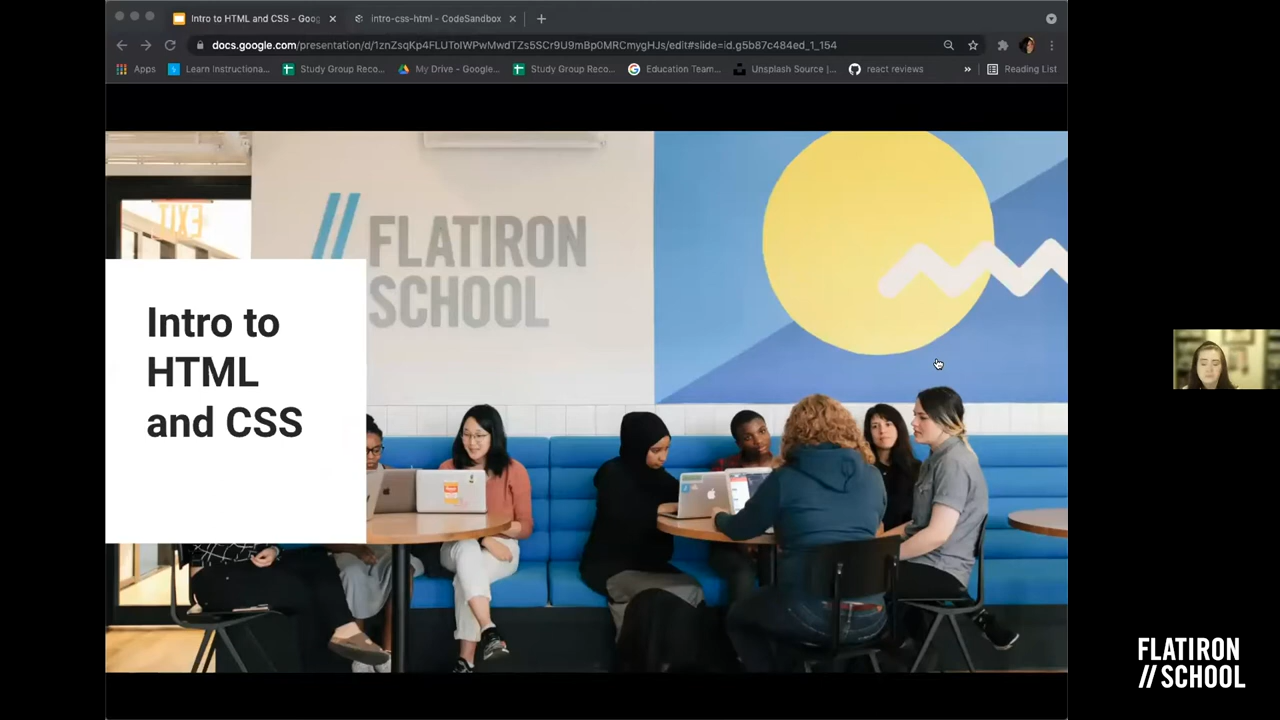 Intro to HTML and CSS - Goog
intro-css-html - CodeSandbox
docs.google.com/presentation/d/1znZsqKp4FLUToIWPwMwdTZs5SCr9U9mBp0MRCmygHJs/edit#slide=id.g5b87c484ed_1_154
Apps
Learn Instructiona...
Study Group Reco...
My Drive - Google...
Study Group Reco...
Education Team...
Unsplash Source |...
react reviews
»
Reading List
EXIT
// FLATIRON
SCHOOL
Intro to
HTML
and CSS
FLATIRON
// SCHOOL